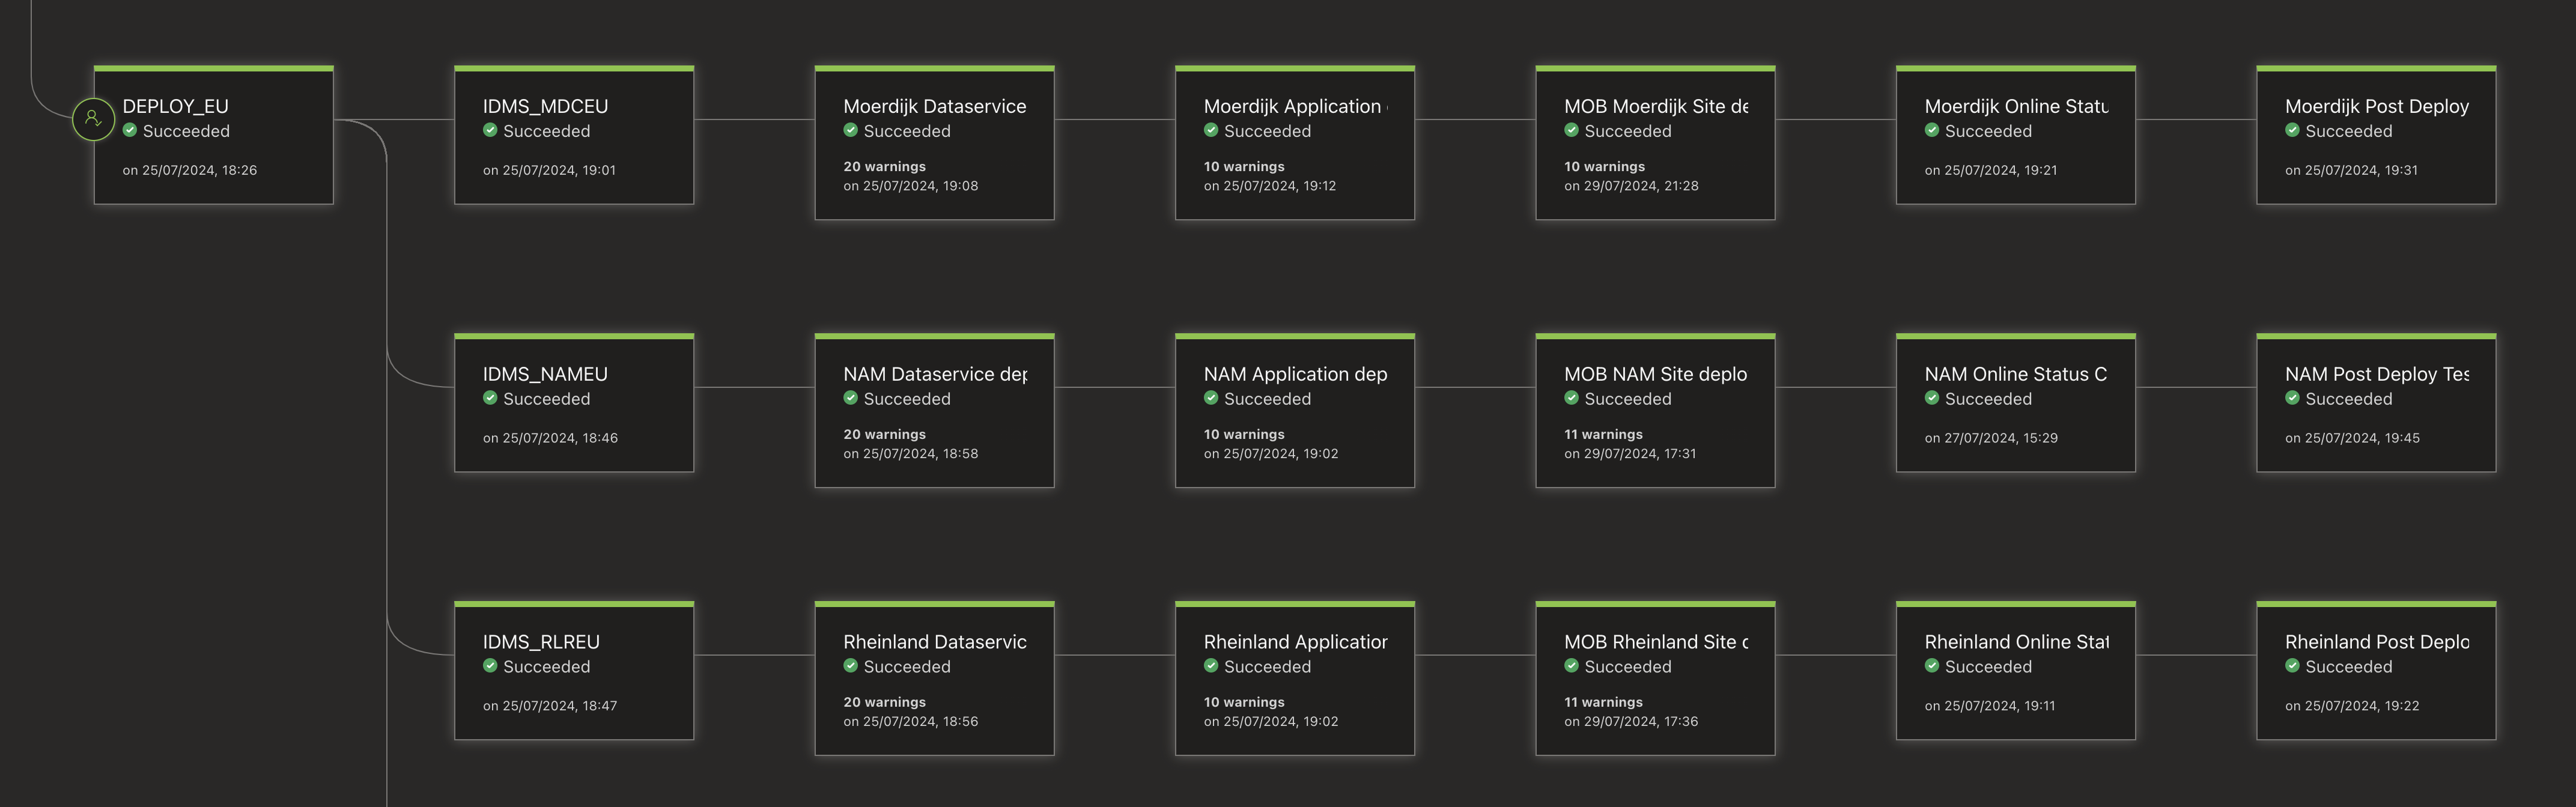 DEPLOY_EU
Succeeded
on 25/07/2024, 18:26
IDMS_MDCEU
Succeeded
on 25/07/2024, 19:01
Moerdijk Dataservice
Succeeded
20 warnings
on 25/07/2024, 19:08
Moerdijk Application
Succeeded
10 warnings
on 25/07/2024, 19:12
MOB Moerdijk Site de
Succeeded
10 warnings
on 29/07/2024, 21:28
Moerdijk Online Statu
Succeeded
on 25/07/2024, 19:21
Moerdijk Post Deploy
Succeeded
on 25/07/2024, 19:31
IDMS_NAMEU
Succeeded
on 25/07/2024, 18:46
NAM Dataservice dep
Succeeded
20 warnings
on 25/07/2024, 18:58
NAM Application dep
Succeeded
10 warnings
on 25/07/2024, 19:02
MOB NAM Site deplo
Succeeded
11 warnings
on 29/07/2024, 17:31
NAM Online Status C
Succeeded
on 27/07/2024, 15:29
NAM Post Deploy Tes
Succeeded
on 25/07/2024, 19:45
IDMS_RLREU
Succeeded
on 25/07/2024, 18:47
Rheinland Dataservic
Succeeded
20 warnings
on 25/07/2024, 18:56
Rheinland Application
Succeeded
10 warnings
on 25/07/2024, 19:02
MOB Rheinland Site
Succeeded
11 warnings
on 29/07/2024, 17:36
Rheinland Online Stat
Succeeded
on 25/07/2024, 19:11
Rheinland Post Deplo
Succeeded
on 25/07/2024, 19:22